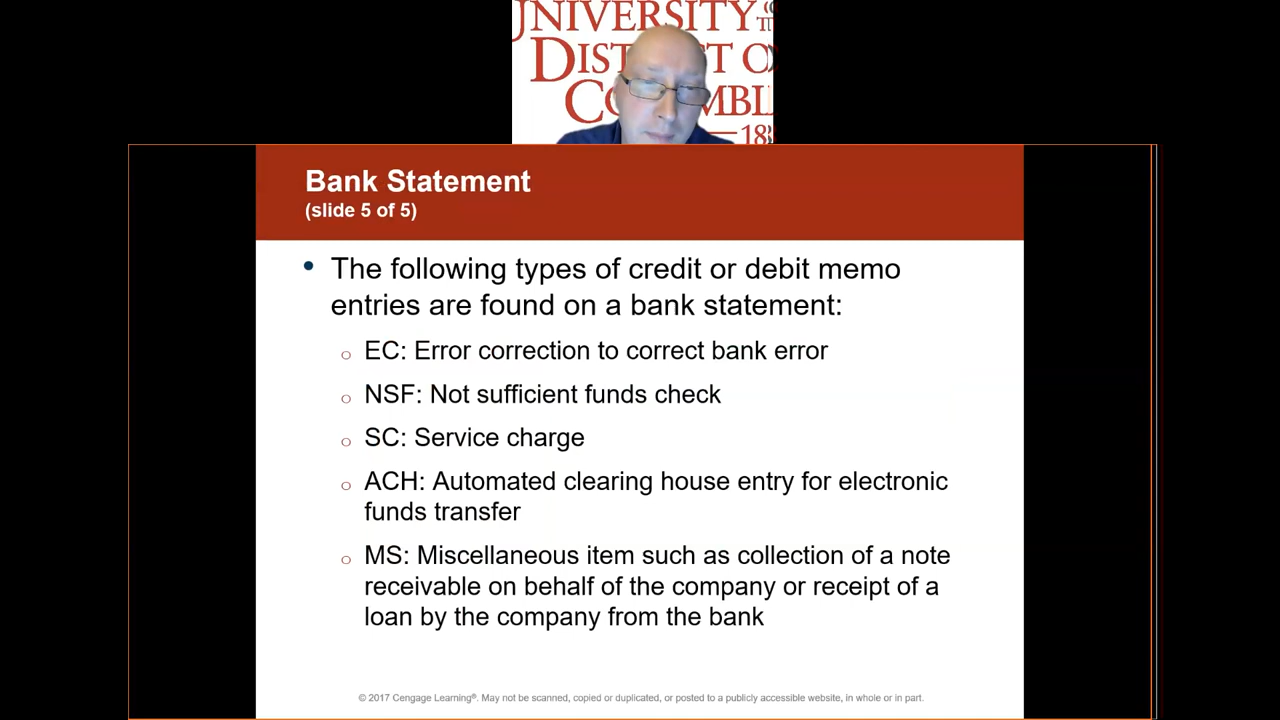 UNIVERSITY
DIST
COLUMBI
18
Bank Statement
(slide 5 of 5)
• The following types of credit or debit memo
entries are found on a bank statement:
o EC: Error correction to correct bank error
o NSF: Not sufficient funds check
o SC: Service charge
o ACH: Automated clearing house entry for electronic
funds transfer
o MS: Miscellaneous item such as collection of a note
receivable on behalf of the company or receipt of a
loan by the company from the bank
© 2017 Cengage Learning®. May not be scanned, copied or duplicated, or posted to a publicly accessible website, in whole or in part.